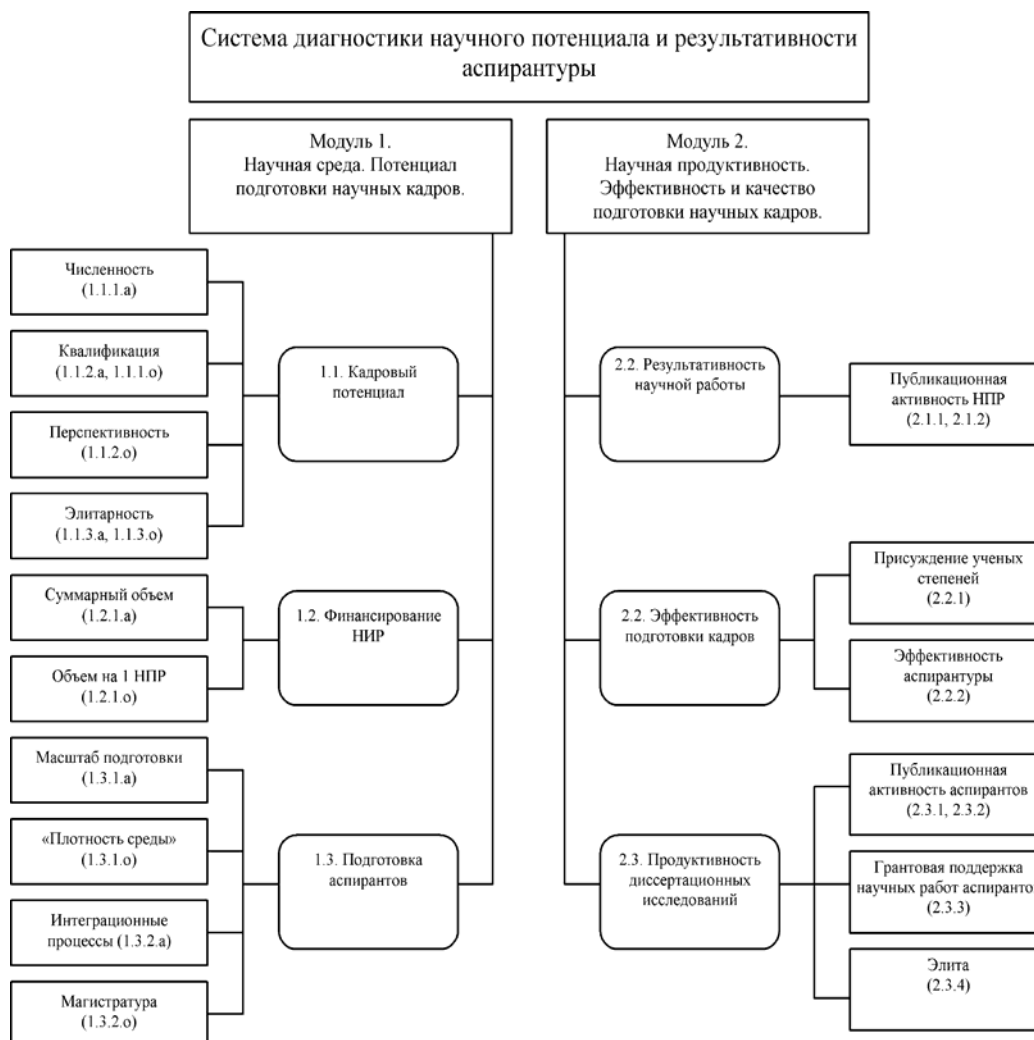 Система диагностики научного потенциала и результативности
аспирантуры
Модуль 1.
Научная среда. Потенциал
подготовки научных кадров.
Модуль 2.
Научная продуктивность.
Эффективность и качество
подготовки научных кадров.
Численность
(1.1.1.а)
Квалификация
(1.1.2.а, 1.1.1.о)
Перспективность
(1.1.2.о)
Элитарность
(1.1.3.а, 1.1.3.о)
1.1. Кадровый
потенциал
Суммарный объем
(1.2.1.а)
Объем на 1 НПР
(1.2.1.о)
1.2. Финансирование
НИР
Масштаб подготовки
(1.3.1.а)
«Плотность среды»
(1.3.1.о)
Интеграционные
процессы (1.3.2.а)
Магистратура
(1.3.2.о)
1.3. Подготовка
аспирантов
2.2. Результативность
научной работы
Публикационная
активность НПР
(2.1.1, 2.1.2)
2.2. Эффективность
подготовки кадров
Присуждение ученых
степеней
(2.2.1)
Эффективность
аспирантуры
(2.2.2)
2.3. Продуктивность
диссертационных
исследований
Публикационная
активность аспирантов
(2.3.1, 2.3.2)
Грантовая поддержка
научных работ аспиранто
(2.3.3)
Элита
(2.3.4)